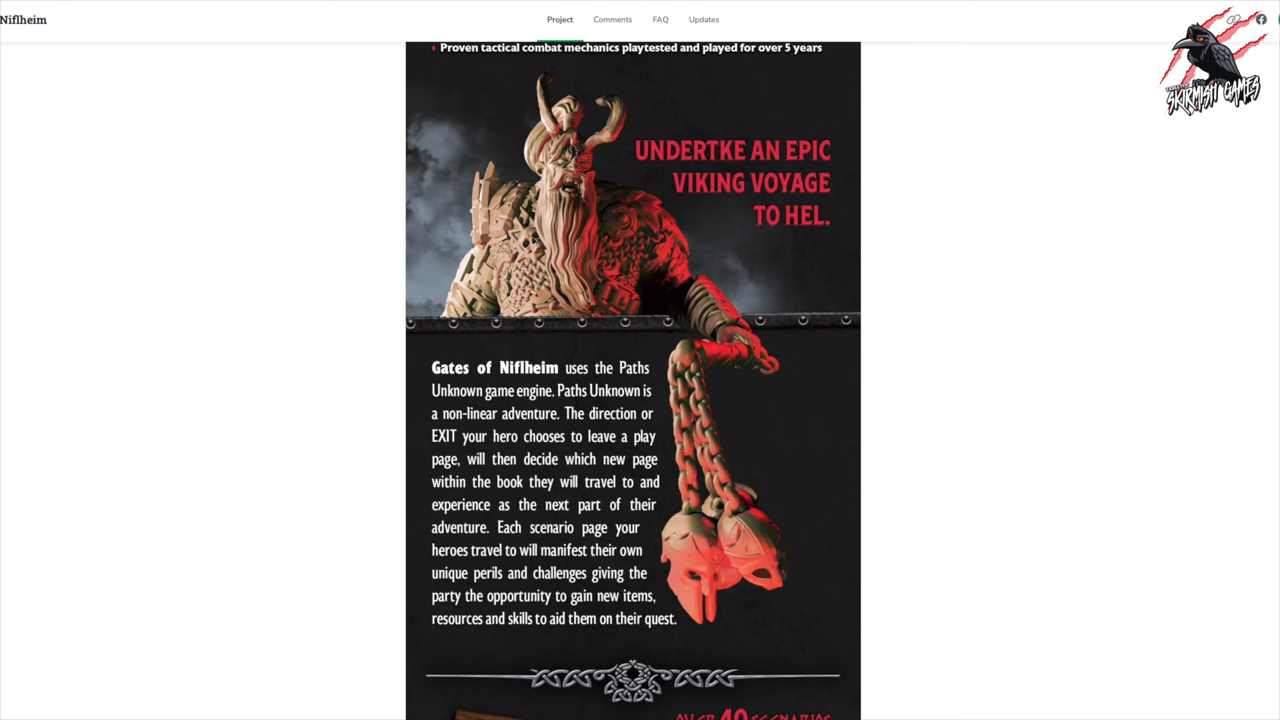 Niflheim
Project
Comments
FAQ
Updates
SKIRMISH GAMES
Proven tactical combat mechanics playtested and played for over 5 years
UNDERTKE AN EPIC
VIKING VOYAGE
TO HEL.
Gates of Niflheim uses the Paths
Unknown game engine. Paths Unknown is
a non-linear adventure. The direction or
EXIT your hero chooses to leave a play
page, will then decide which new page
within the book they will travel to and
experience as the next part of their
adventure. Each scenario page your
heroes travel to will manifest their own
unique perils and challenges giving the
party the opportunity to gain new items,
resources and skills to aid them on their quest.
OVER 40 SCENARIOS